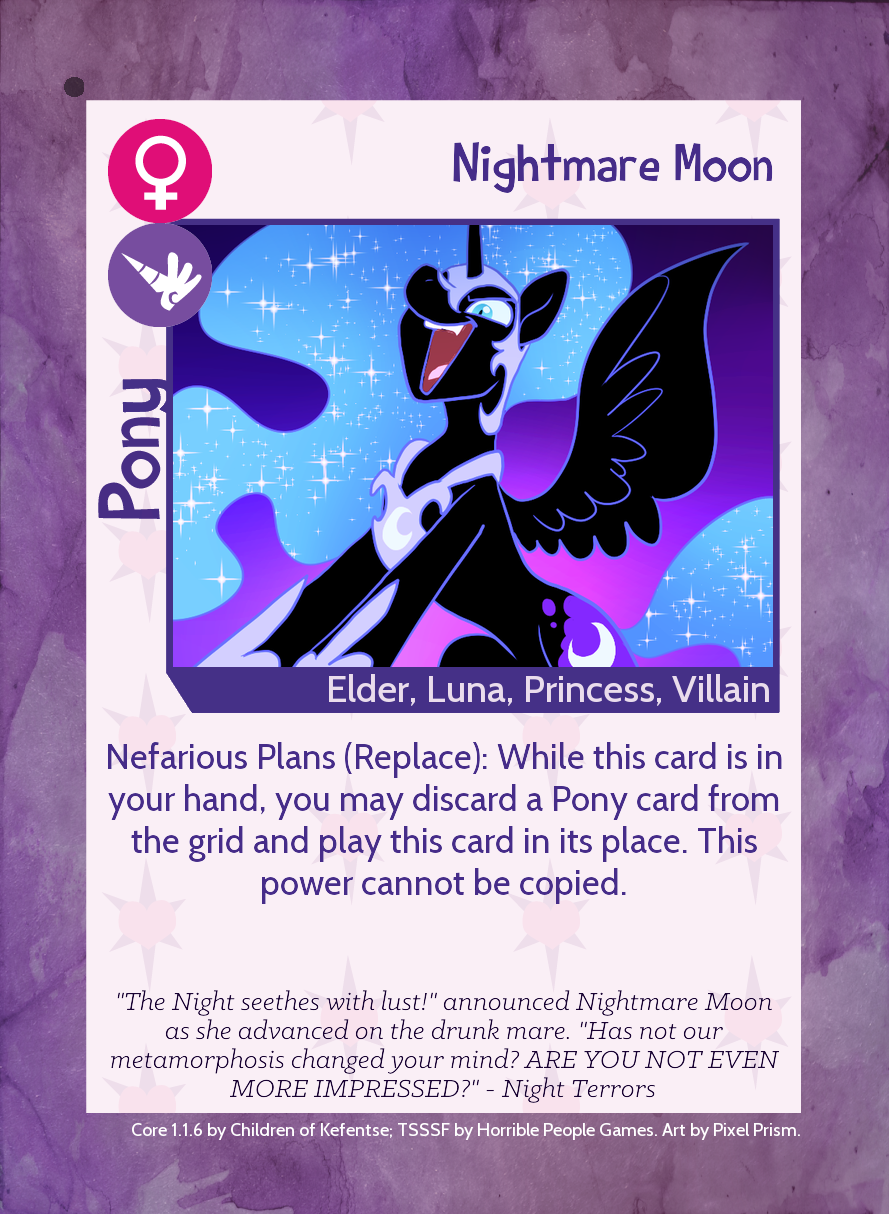 Nightmare Moon
Pony
Elder, Luna, Princess, Villain
Nefarious Plans (Replace): While this card is in
your hand, you may discard a Pony card from
the grid and play this card in its place. This
power cannot be copied.
"The Night seethes with lust!" announced Nightmare Moon
as she advanced on the drunk mare. "Has not our
metamorphosis changed your mind? ARE YOU NOT EVEN
MORE IMPRESSED?" - Night Terrors
Core 1.1.6 by Children of Kefentse; TSSSF by Horrible People Games. Art by Pixel Prism.